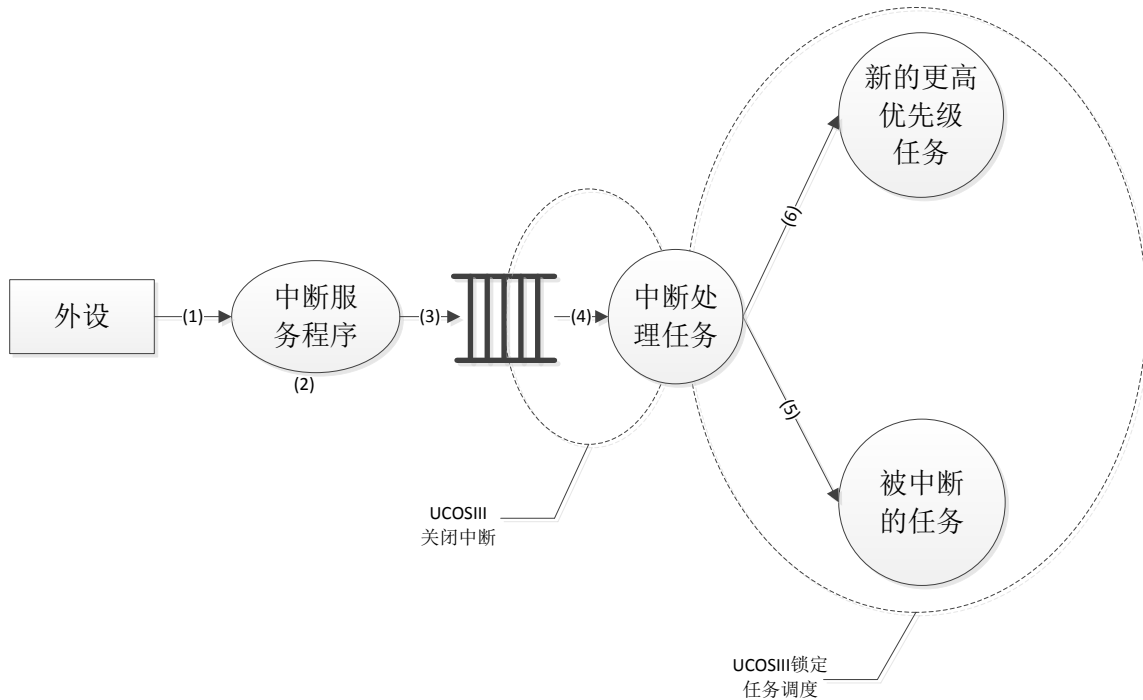 新的更高
优先级
任务
(6)
外设
(1)
中断服
务程序
(2)
(3)
(4)
中断处
理任务
(5)
被中断
的任务
UCOSIII
关闭中断
UCOSIII锁定
任务调度